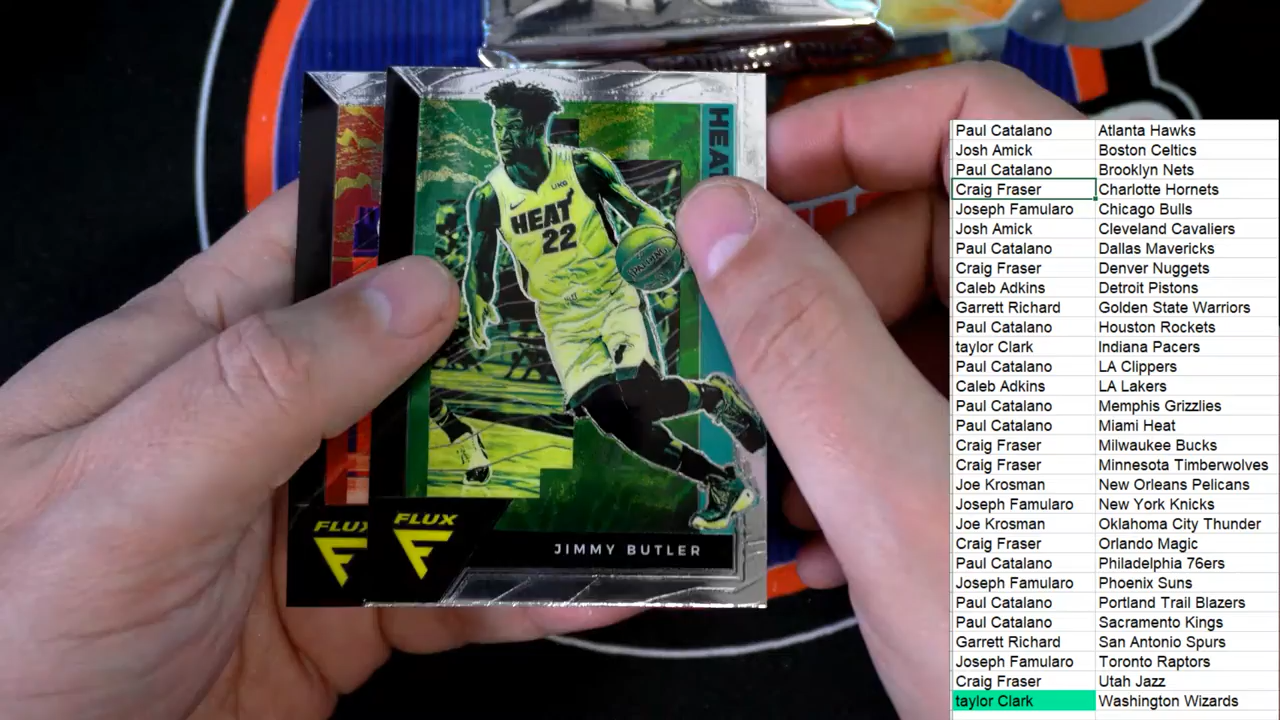 HEAT
UKG
HEAT
22
SPALDING
FLUX
FLUX
JIMMY BUTLER
Paul Catalano Atlanta Hawks
Josh Amick Boston Celtics
Paul Catalano Brooklyn Nets
Craig Fraser Charlotte Hornets
Joseph Famularo Chicago Bulls
Josh Amick Cleveland Cavaliers
Paul Catalano Dallas Mavericks
Craig Fraser Denver Nuggets
Caleb Adkins Detroit Pistons
Garrett Richard Golden State Warriors
Paul Catalano Houston Rockets
taylor Clark Indiana Pacers
Paul Catalano LA Clippers
Caleb Adkins LA Lakers
Paul Catalano Memphis Grizzlies
Paul Catalano Miami Heat
Craig Fraser Milwaukee Bucks
Craig Fraser Minnesota Timberwolves
Joe Krosman New Orleans Pelicans
Joseph Famularo New York Knicks
Joe Krosman Oklahoma City Thunder
Craig Fraser Orlando Magic
Paul Catalano Philadelphia 76ers
Joseph Famularo Phoenix Suns
Paul Catalano Portland Trail Blazers
Paul Catalano Sacramento Kings
Garrett Richard San Antonio Spurs
Joseph Famularo Toronto Raptors
Craig Fraser Utah Jazz
taylor Clark Washington Wizards